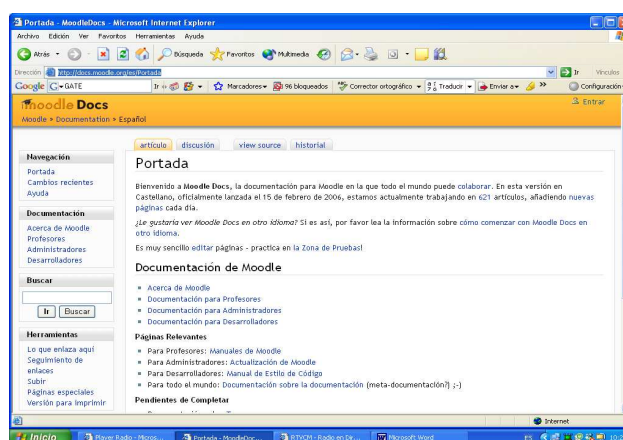 Portada - MoodleDocs - Microsoft Internet Explorer
Archivo Edición Ver Favoritos Herramientas Ayuda
Atrás Búsqueda Favoritos Multimedia
Dirección http://docs.moodle.org/es/Portada Ir Vínculos
Google G GATE Ir Marcadores 96 bloqueados Corrector ortográfico Traducir Enviar a Configuración
moodle Docs
Entrar
Moodle > Documentation > Español
artículo discusión view source historial
Navegación
Portada
Cambios recientes
Ayuda
Documentación
Acerca de Moodle
Profesores
Administradores
Desarrolladores
Buscar
Ir Buscar
Herramientas
Lo que enlaza aquí
Seguimiento de
enlaces
Subir
Páginas especiales
Versión para imprimir
Portada
Bienvenido a Moodle Docs, la documentación para Moodle en la que todo el mundo puede colaborar. En esta versión en
Castellano, oficialmente lanzada el 15 de febrero de 2006, estamos actualmente trabajando en 621 artículos, añadiendo nuevas
páginas cada día.
¿Le gustaría ver Moodle Docs en otro idioma? Si es así, por favor lea la información sobre cómo comenzar con Moodle Docs en
otro idioma.
Es muy sencillo editar páginas - practica en la Zona de Pruebas!
Documentación de Moodle
Acerca de Moodle
Documentación para Profesores
Documentación para Administradores
Documentación para Desarrolladores
Páginas Relevantes
Para Profesores: Manuales de Moodle
Para Administradores: Actualización de Moodle
Para Desarrolladores: Manual de Estilo de Código
Para todo el mundo: Documentación sobre la documentación (meta-documentación?) ;-)
Pendientes de Completar
Internet
Inicio Player Radio - Micros... Portada - MoodleDoc... RTVCM - Radio en Dir... Microsoft Word ES